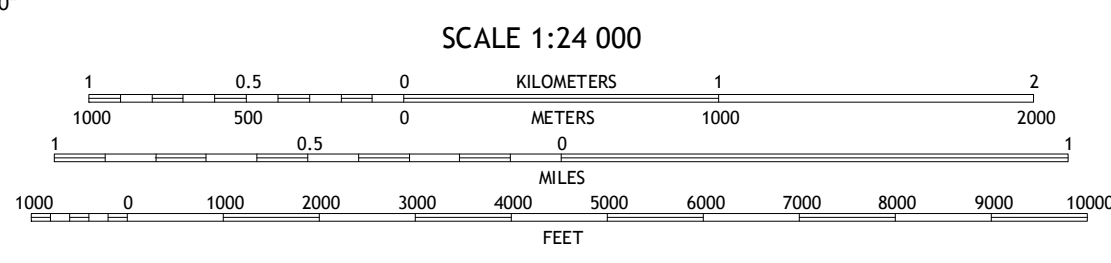 0"
SCALE 1:24 000
1 0.5 0 KILOMETERS 1 2
1000 500 0 METERS 1000 2000
1 0.5 0 1
MILES
1000 0 1000 2000 3000 4000 5000 6000 7000 8000 9000 10000
FEET